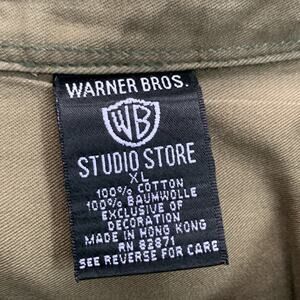 WARNER BROS.
WB
STUDIO STORE
XL
100% COTTON
100% BAUMWOLLE
EXCLUSIVE OF
DECORATION
MADE IN HONG KONG
RN 82871
SEE REVERSE FOR CARE